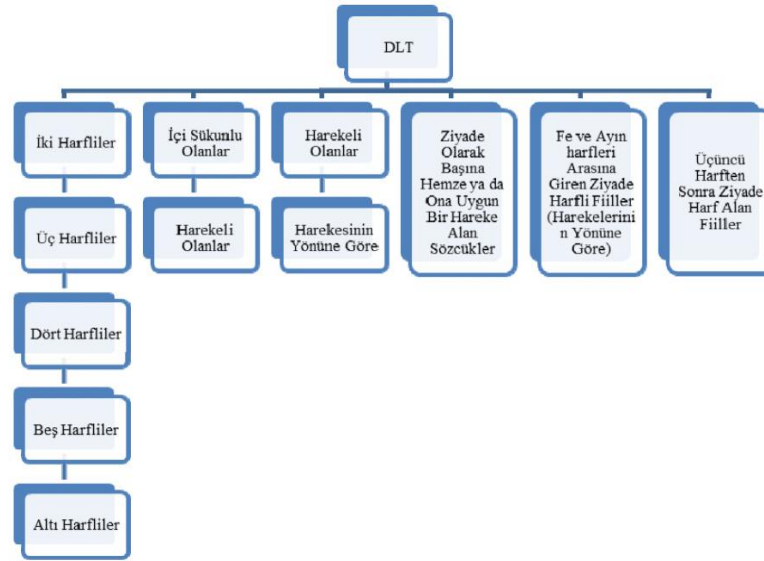 DLT
İki Harfliler
Üç Harfliler
Dört Harfliler
Beş Harfliler
Altı Harfliler
İçi Sükunlu
Olanlar
Harekeli
Olanlar
Harekeli
Olanlar
Harekesinin
Yönüne Göre
Ziyade
Olarak
Başına
Hemze ya da
Ona Uygun
Bir Hareke
Alan
Sözcükler
Fe ve Ayın
harfleri
Arasına
Giren Ziyade
Harfli Fiiller
(Harekelerini
n Yönüne
Göre)
Üçüncü
Harften
Sonra Ziyade
Harf Alan
Fiiller